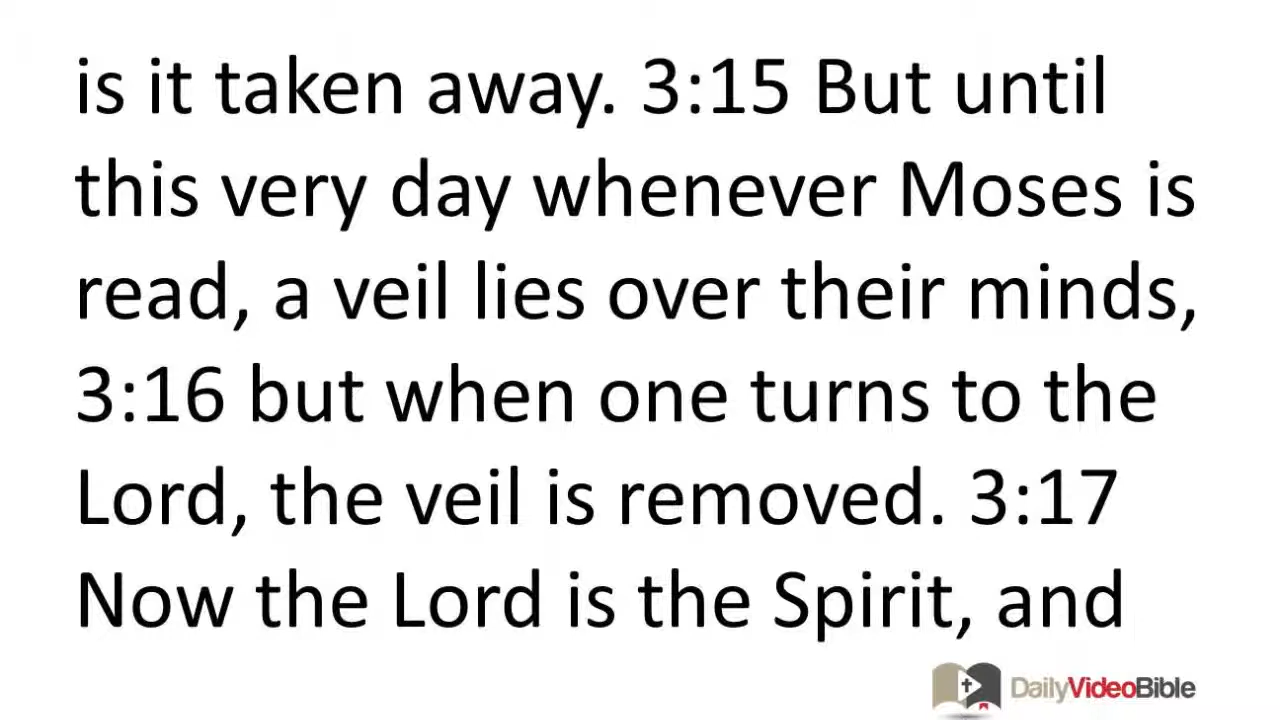 is it taken away. 3:15 But until
this very day whenever Moses is
read, a veil lies over their minds,
3:16 but when one turns to the
Lord, the veil is removed. 3:17
Now the Lord is the Spirit, and
DailyVideoBible